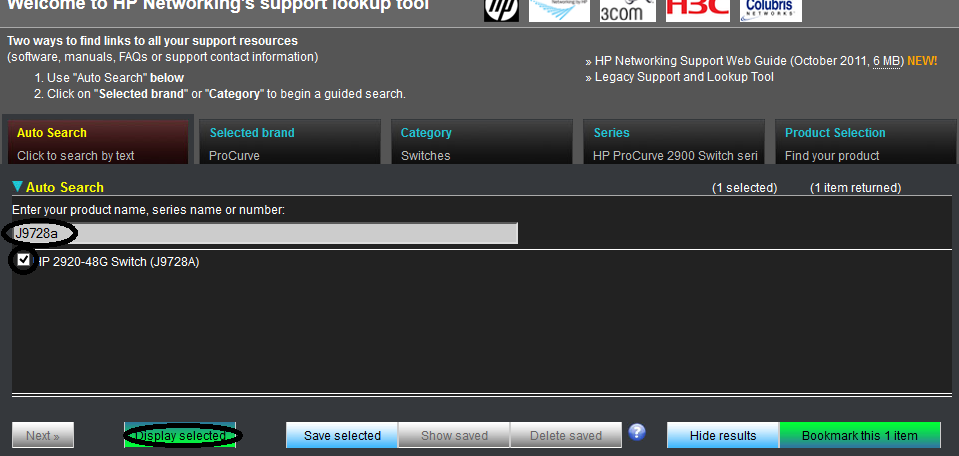 Welcome to HP Networking's support lookup tool
hp
Networking by HP
3com
H3C
Colubris
NETWORKS
Two ways to find links to all your support resources
(software, manuals, FAQs or support contact information)
1. Use "Auto Search" below
2. Click on "Selected brand" or "Category" to begin a guided search.
» HP Networking Support Web Guide (October 2011, 6 MB) NEW!
» Legacy Support and Lookup Tool
Auto Search
Click to search by text
Selected brand
ProCurve
Category
Switches
Series
HP ProCurve 2900 Switch seri
Product Selection
Find your product
Auto Search
(1 selected)
(1 item returned)
Enter your product name, series name or number:
J9728a
HP 2920-48G Switch (J9728A)
Next »
Display selected
Save selected
Show saved
Delete saved
?
Hide results
Bookmark this 1 item